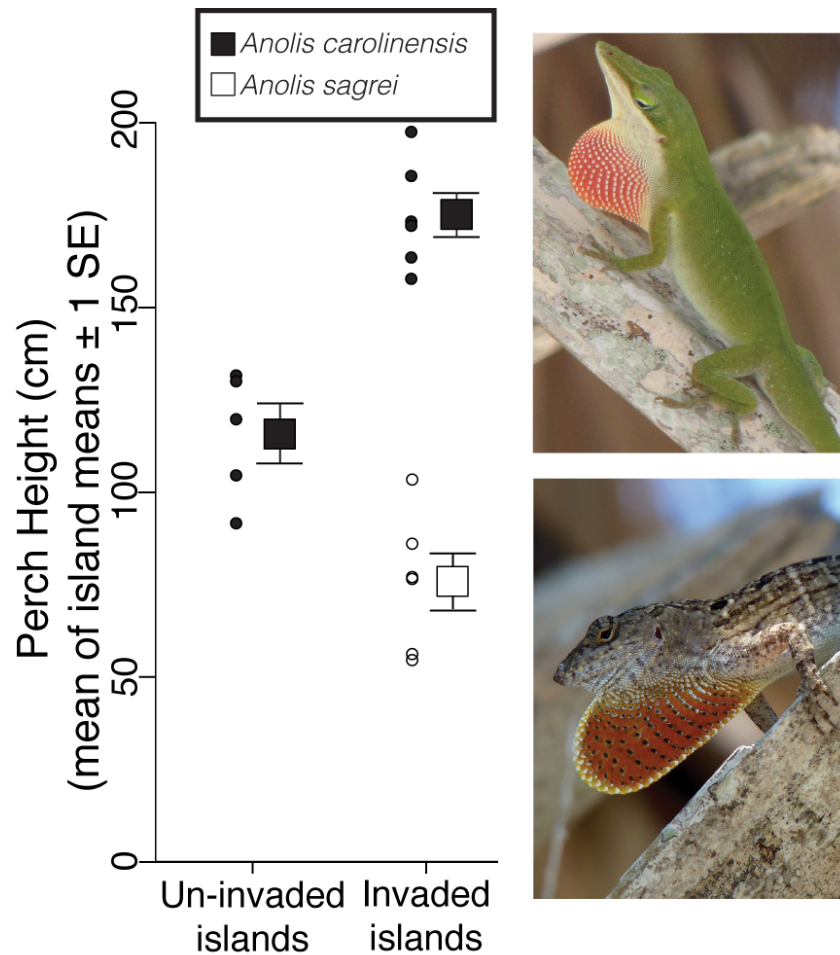 Anolis carolinensis
Anolis sagrei
Perch Height (cm)
(mean of island means ± 1 SE)
200
150
100
50
0
Un-invaded islands
Invaded islands